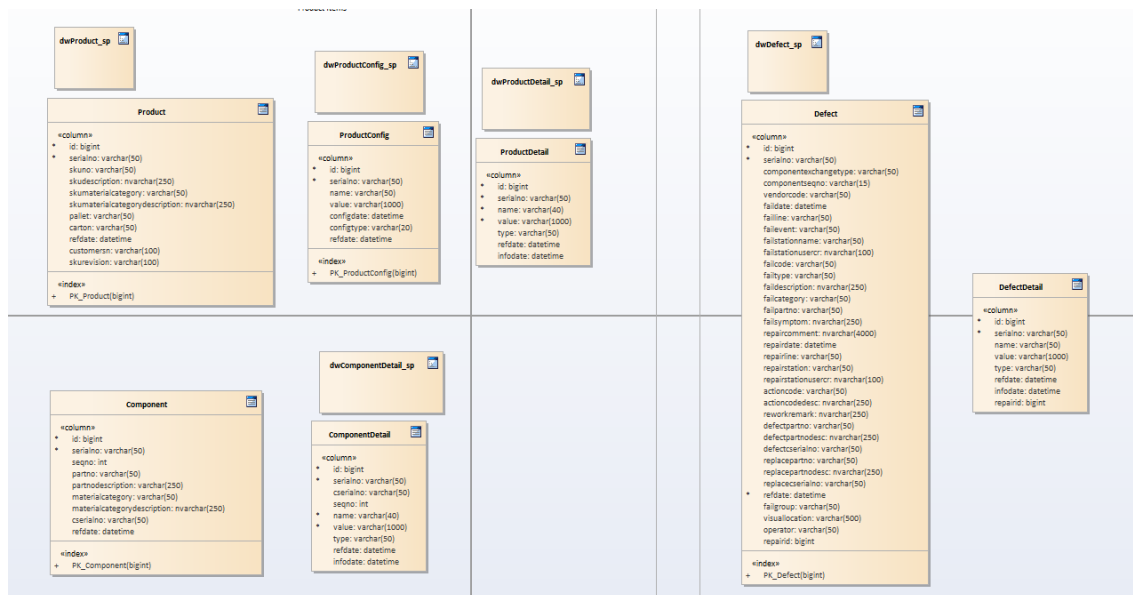 dwProduct_sp
Product
«column»
* id: bigint
* serialno: varchar(50)
skuno: varchar(50)
skudescription: nvarchar(250)
skumaterialcategory: varchar(50)
skumaterialcategorydescription: nvarchar(250)
pallet: varchar(50)
carton: varchar(50)
refdate: datetime
customersn: varchar(100)
skurevision: varchar(100)
«index»
+ PK_Product(bigint)
dwProductConfig_sp
ProductConfig
«column»
* id: bigint
* serialno: varchar(50)
name: varchar(50)
value: varchar(1000)
configdate: datetime
configtype: varchar(20)
refdate: datetime
«index»
+ PK_ProductConfig(bigint)
dwProductDetail_sp
ProductDetail
«column»
* id: bigint
* serialno: varchar(50)
* name: varchar(40)
* value: varchar(1000)
type: varchar(50)
refdate: datetime
infodate: datetime
dwDefect_sp
Defect
«column»
* id: bigint
* serialno: varchar(50)
componentexchangetype: varchar(50)
componentseqno: varchar(15)
vendorcode: varchar(50)
faildate: datetime
failline: varchar(50)
failevent: varchar(50)
failstationname: varchar(50)
failstationusercr: nvarchar(100)
failcode: varchar(50)
failtype: varchar(50)
faildescription: nvarchar(250)
failcategory: varchar(50)
failpartno: varchar(50)
failsymptom: nvarchar(250)
repaircomment: nvarchar(4000)
repairdate: datetime
repairline: varchar(50)
repairstation: varchar(50)
repairstationusercr: nvarchar(100)
actioncode: varchar(50)
actioncodedesc: nvarchar(250)
reworkremark: nvarchar(250)
defectpartno: varchar(50)
defectpartnodesc: nvarchar(250)
defectcserialno: varchar(50)
replacepartno: varchar(50)
replacepartnodesc: nvarchar(250)
replacecserialno: varchar(50)
* refdate: datetime
failgroup: varchar(50)
visuallocation: varchar(500)
operator: varchar(50)
repairid: bigint
«index»
+ PK_Defect(bigint)
DefectDetail
«column»
* id: bigint
* serialno: varchar(50)
name: varchar(50)
value: varchar(1000)
type: varchar(50)
refdate: datetime
infodate: datetime
repairid: bigint
Component
«column»
* id: bigint
* serialno: varchar(50)
seqno: int
partno: varchar(50)
partnodescription: varchar(250)
materialcategory: varchar(50)
materialcategorydescription: nvarchar(250)
cserialno: varchar(50)
refdate: datetime
«index»
+ PK_Component(bigint)
dwComponentDetail_sp
ComponentDetail
«column»
* id: bigint
* serialno: varchar(50)
cserialno: varchar(50)
seqno: int
* name: varchar(40)
* value: varchar(1000)
type: varchar(50)
refdate: datetime
infodate: datetime